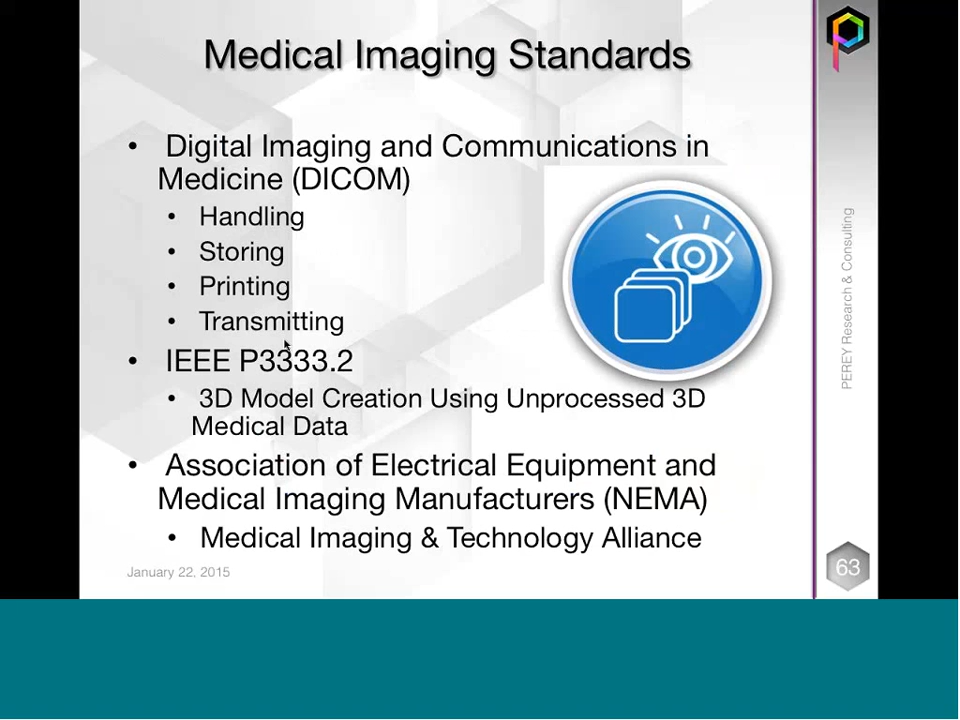 Medical Imaging Standards
• Digital Imaging and Communications in
Medicine (DICOM)
• Handling
• Storing
• Printing
• Transmitting
• IEEE P3333.2
• 3D Model Creation Using Unprocessed 3D
Medical Data
• Association of Electrical Equipment and
Medical Imaging Manufacturers (NEMA)
• Medical Imaging & Technology Alliance
January 22, 2015
PEREY Research & Consulting
63